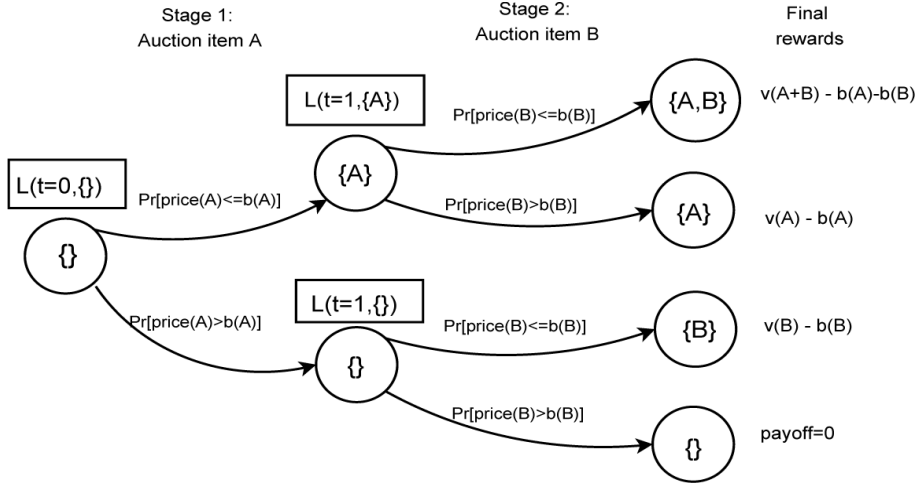 Stage 1:
Auction item A
Stage 2:
Auction item B
Final
rewards
L(t=0,{})
{}
Pr[price(A)<=b(A)]
Pr[price(A)>b(A)]
L(t=1,{A})
{A}
Pr[price(B)<=b(B)]
Pr[price(B)>b(B)]
L(t=1,{})
{}
Pr[price(B)<=b(B)]
Pr[price(B)>b(B)]
{A,B}
v(A+B) - b(A)-b(B)
{A}
v(A) - b(A)
{B}
v(B) - b(B)
{}
payoff=0